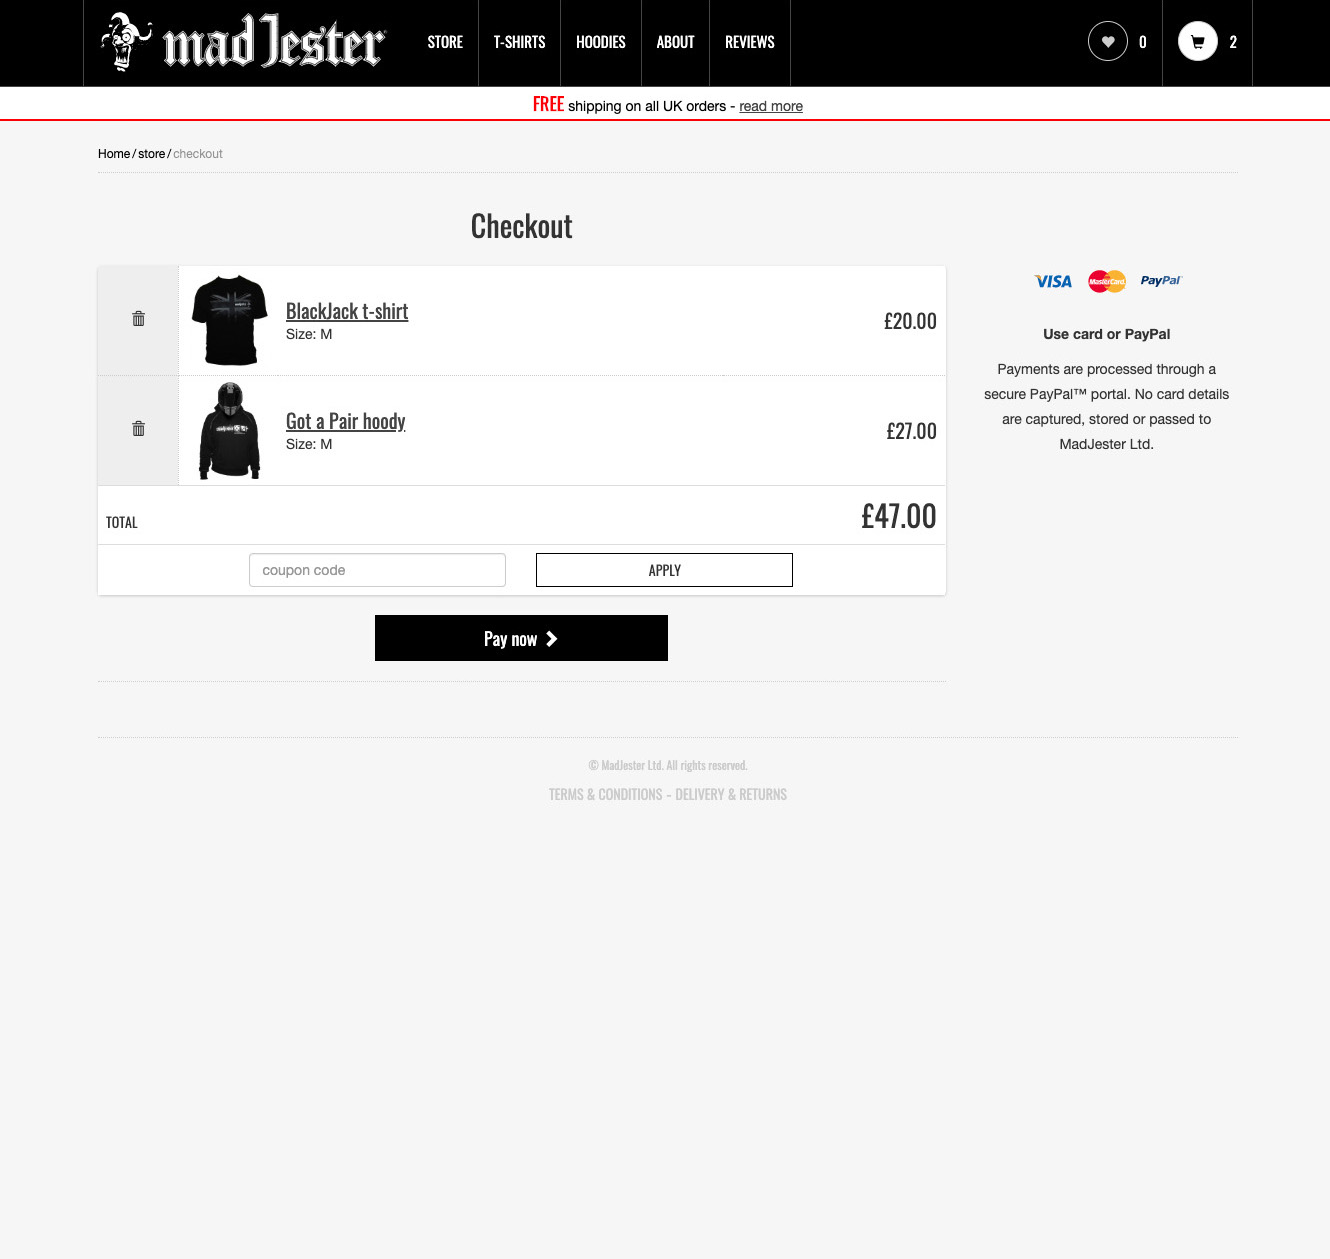 madJester
STORE
T-SHIRTS
HOODIES
ABOUT
REVIEWS
0
2
FREE shipping on all UK orders - read more
Home / store / checkout
Checkout
BlackJack t-shirt
Size: M
£20.00
Got a Pair hoody
Size: M
£27.00
TOTAL
£47.00
coupon code
APPLY
Pay now
VISA
MasterCard
PayPal
Use card or PayPal
Payments are processed through a
secure PayPal™ portal. No card details
are captured, stored or passed to
MadJester Ltd.
© MadJester Ltd. All rights reserved.
TERMS & CONDITIONS - DELIVERY & RETURNS